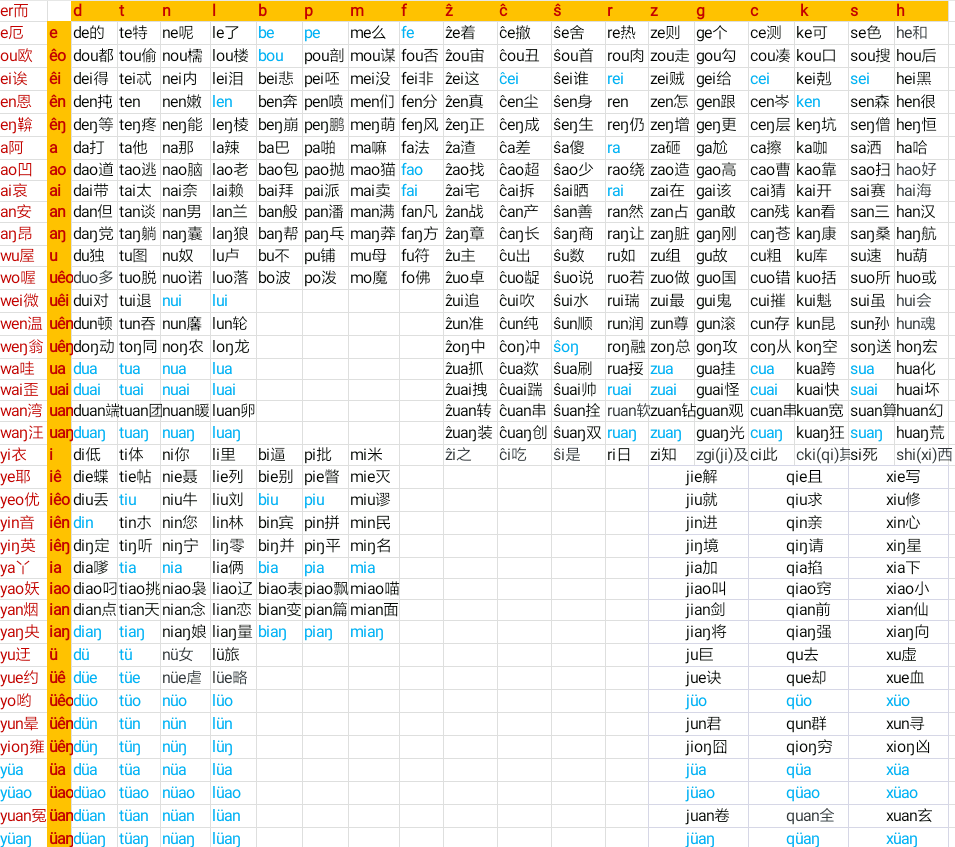 er而 d t n l b p m f ẑ ĉ ŝ r z g c k s h
e厄 e de的 te特 ne呢 le了 be pe me么 fe ẑe着 ĉe撤 ŝe舍 re热 ze则 ge个 ce测 ke可 se色 he和
ou欧 êo dou都 tou偷 nou檽 lou楼 bou pou剖 mou谋 fou否 ẑou宙 ĉou丑 ŝou首 rou肉 zou走 gou勾 cou凑 kou口 sou搜 hou后
ei诶 êi dei得 tei忒 nei内 lei泪 bei悲 pei呸 mei没 fei非 ẑei这 ĉei ŝei谁 rei zei贼 gei给 cei kei剋 sei hei黑
en恩 ên den扽 ten nen嫩 len ben奔 pen喷 men们 fen分 ẑen真 ĉen尘 ŝen身 ren zen怎 gen跟 cen岑 ken sen森 hen很
eŋ鞥 êŋ deŋ等 teŋ疼 neŋ能 leŋ棱 beŋ崩 peŋ鹏 meŋ萌 feŋ风 ẑeŋ正 ĉeŋ成 ŝeŋ生 reŋ仍 zeŋ增 geŋ更 ceŋ层 keŋ坑 seŋ僧 heŋ恒
a阿 a da打 ta他 na那 la辣 ba巴 pa啪 ma嘛 fa法 ẑa渣 ĉa差 ŝa傻 ra za砸 ga尬 ca擦 ka咖 sa洒 ha哈
ao凹 ao dao道 tao逃 nao脑 lao老 bao包 pao抛 mao猫 fao ẑao找 ĉao超 ŝao少 rao绕 zao造 gao高 cao曹 kao靠 sao扫 hao好
ai哀 ai dai带 tai太 nai奈 lai赖 bai拜 pai派 mai卖 fai ẑai宅 ĉai拆 ŝai晒 rai zai在 gai该 cai猜 kai开 sai赛 hai海
an安 an dan但 tan谈 nan男 lan兰 ban般 pan潘 man满 fan凡 ẑan战 ĉan产 ŝan善 ran然 zan占 gan敢 can残 kan看 san三 han汉
aŋ昂 aŋ daŋ党 taŋ躺 naŋ囊 laŋ狼 baŋ帮 paŋ乓 maŋ莽 faŋ方 ẑaŋ章 ĉaŋ长 ŝaŋ商 raŋ让 zaŋ脏 gaŋ刚 caŋ苍 kaŋ康 saŋ桑 haŋ航
wu屋 u du独 tu图 nu奴 lu卢 bu不 pu铺 mu母 fu符 ẑu主 ĉu出 ŝu数 ru如 zu组 gu故 cu粗 ku库 su速 hu葫
wo喔 uêo duo多 tuo脱 nuo诺 luo落 bo波 po泼 mo魔 fo佛 ẑuo卓 ĉuo龊 ŝuo说 ruo若 zuo做 guo国 cuo错 kuo括 suo所 huo或
wei微 uêi dui对 tui退 nui lui ẑui追 ĉui吹 ŝui水 rui瑞 zui最 gui鬼 cui摧 kui魁 sui虽 hui会
wen温 uên dun顿 tun吞 nun黁 lun轮 ẑun准 ĉun纯 ŝun顺 run润 zun尊 gun滚 cun存 kun昆 sun孙 hun魂
weŋ翁 uêŋ doŋ动 toŋ同 noŋ农 loŋ龙 ẑoŋ中 ĉoŋ冲 ŝoŋ roŋ融 zoŋ总 goŋ攻 coŋ从 koŋ空 soŋ送 hoŋ宏
wa哇 ua dua tua nua lua ẑua抓 ĉua欻 ŝua刷 rua挼 zua gua挂 cua kua跨 sua hua化
wai歪 uai duai tuai nuai luai ẑuai拽 ĉuai踹 ŝuai帅 ruai zuai guai怪 cuai kuai快 suai huai坏
wan湾 uan duan端 tuan团 nuan暖 luan卵 ẑuan转 ĉuan串 ŝuan拴 ruan软 zuan钻 guan观 cuan串 kuan宽 suan算 huan幻
waŋ汪 uaŋ duaŋ tuaŋ nuaŋ luaŋ ẑuaŋ装 ĉuaŋ创 ŝuaŋ双 ruaŋ zuaŋ guaŋ光 cuaŋ kuaŋ狂 suaŋ huaŋ荒
yi衣 i di低 ti体 ni你 li里 bi逼 pi批 mi米 ẑi之 ĉi吃 ŝi是 ri日 zi知 zgi(ji)及 ci此 cki(qi)其 si死 shi(xi)西
ye耶 iê die蝶 tie帖 nie聂 lie列 bie别 pie瞥 mie灭 jie解 qie且 xie写
yeo优 iêo diu丢 tiu niu牛 liu刘 biu piu miu谬 jiu就 qiu求 xiu修
yin音 iên din tin朩 nin您 lin林 bin宾 pin拼 min民 jin进 qin亲 xin心
yiŋ英 iêŋ diŋ定 tiŋ听 niŋ宁 liŋ零 biŋ并 piŋ平 miŋ名 jiŋ境 qiŋ请 xiŋ星
ya丫 ia dia嗲 tia nia lia俩 bia pia mia jia加 qia掐 xia下
yao妖 iao diao叼 tiao挑 niao袅 liao辽 biao表 piao飘 miao喵 jiao叫 qiao窍 xiao小
yan烟 ian dian点 tian天 nian念 lian恋 bian变 pian篇 mian面 jian剑 qian前 xian仙
yaŋ央 iaŋ diaŋ tiaŋ niaŋ娘 liaŋ量 biaŋ piaŋ miaŋ jiaŋ将 qiaŋ强 xiaŋ向
yu迂 ü dü tü nü女 lü旅 ju巨 qu去 xu虚
yue约 üê düe tüe nüe虐 lüe略 jue诀 que却 xue血
yo哟 üêo düo tüo nüo lüo jüo qüo xüo
yun晕 üên dün tün nün lün jun君 qun群 xun寻
yioŋ雍 üêŋ düŋ tüŋ nüŋ lüŋ jioŋ囧 qioŋ穷 xioŋ凶
yüa üa düa tüa nüa lüa jüa qüa xüa
yüao üao düao tüao nüao lüao jüao qüao xüao
yuan冤 üan düan tüan nüan lüan juan卷 quan全 xuan玄
yüaŋ üaŋ düaŋ tüaŋ nüaŋ lüaŋ jüaŋ qüaŋ xüaŋ